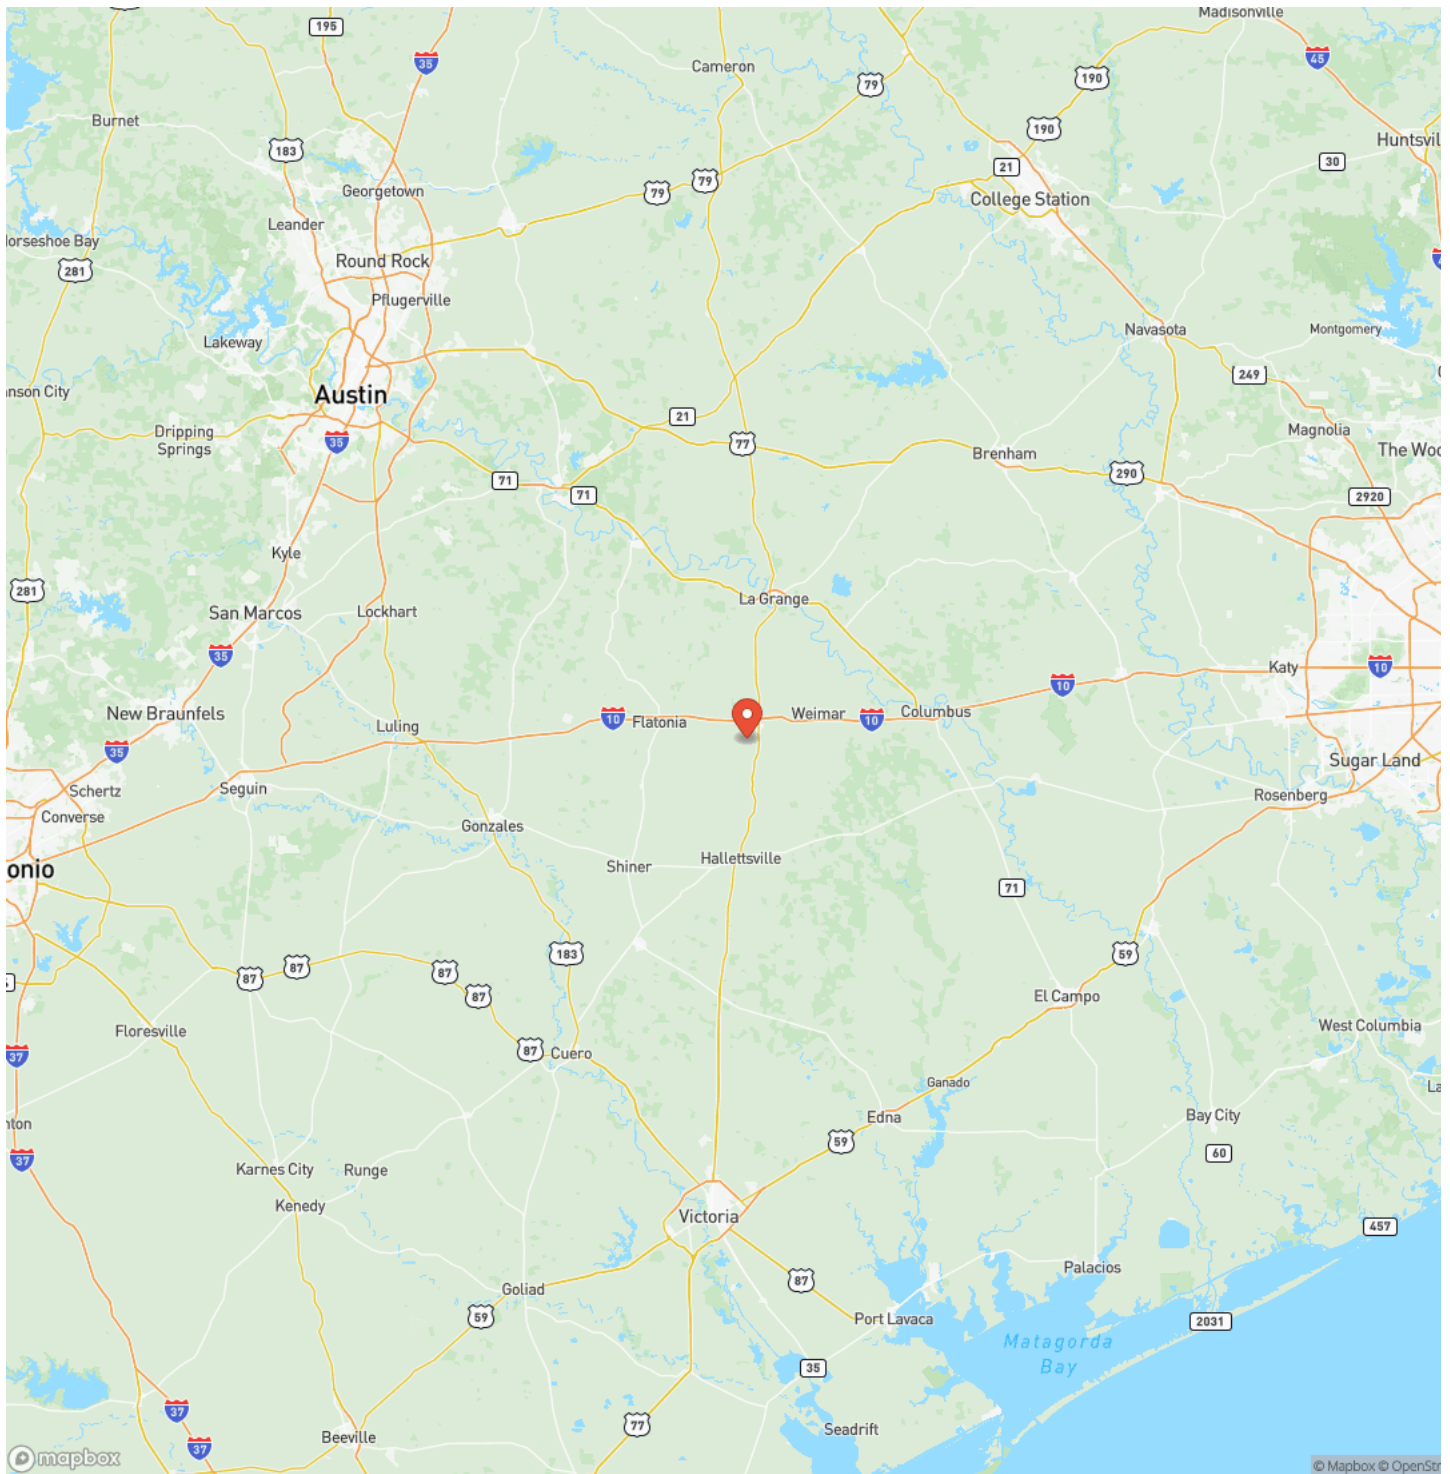 Madisonville
195
45
35
Cameron
79
190
Burnet
190
183
Huntsvil
21
30
79
79
Georgetown
College Station
Leander
Horseshoe Bay
281
Round Rock
Pflugerville
Navasota
Montgomery
Lakeway
249
nson City
Austin
21
Dripping
Springs
35
77
Magnolia
Brenham
The Woo
290
71
71
2920
Kyle
281
La Grange
San Marcos
Lockhart
35
Katy
10
10
New Braunfels
10
Flatonia
Weimar
10
Columbus
Luling
35
Sugar Land
Schertz
Seguin
Rosenberg
Converse
Gonzales
Hallettsville
onio
Shiner
71
183
59
87
87
87
87
El Campo
Floresville
West Columbia
87
Cuero
37
Ganado
La
Edna
Bay City
nton
59
60
37
Karnes City
Runge
Kenedy
Victoria
457
Palacios
87
Goliad
59
Port Lavaca
2031
Matagorda
Bay
35
37
77
Seadrift
Beeville
37
mapbox
© Mapbox © OpenStr